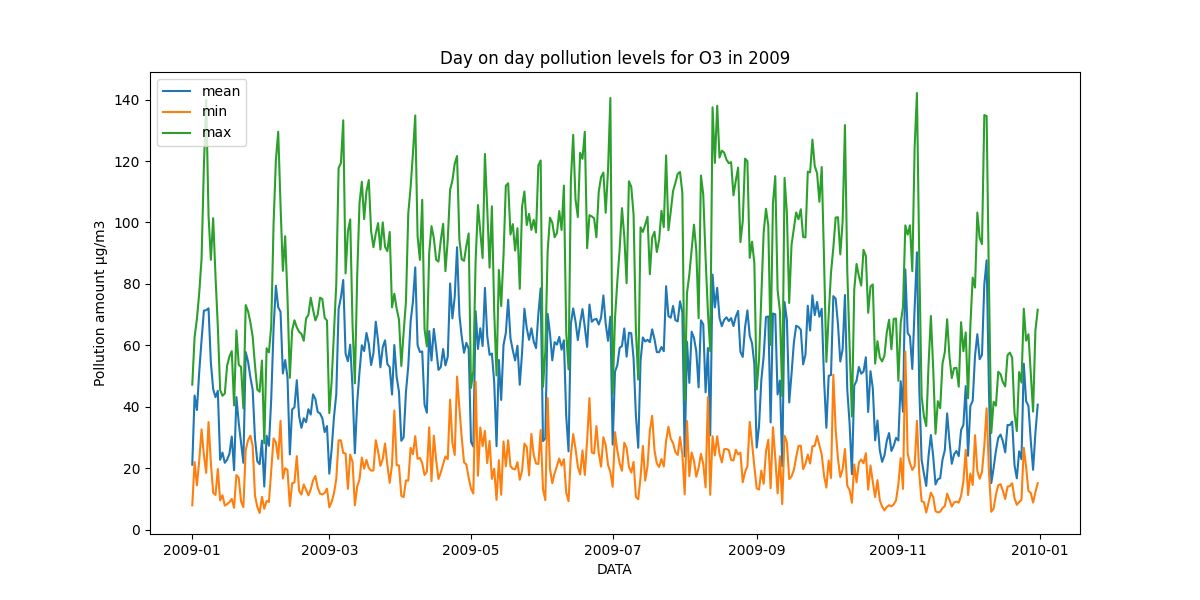 Day on day pollution levels for O3 in 2009
mean
min
max
Pollution amount µg/m3
140
120
100
80
60
40
20
0
2009-01
2009-03
2009-05
2009-07
2009-09
2009-11
2010-01
DATA